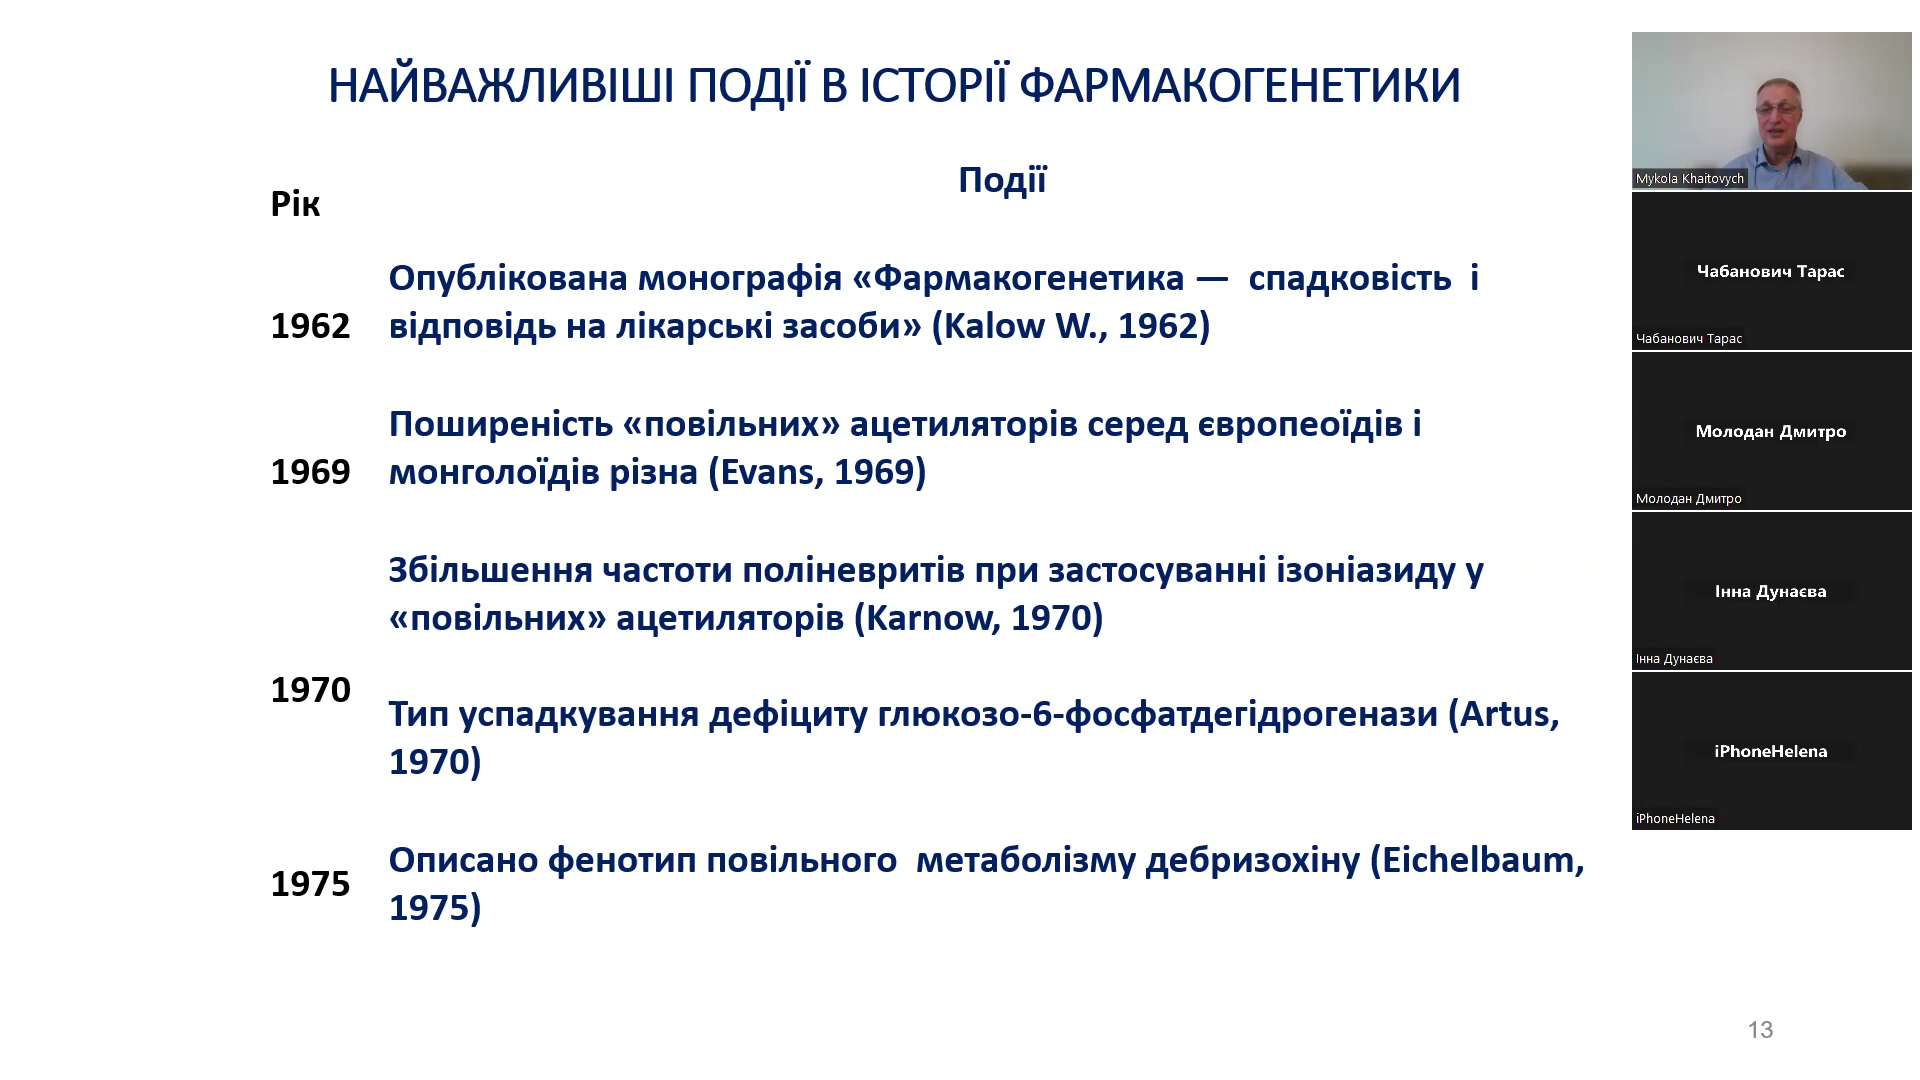 НАЙВАЖЛИВІШІ ПОДІЇ В ІСТОРІЇ ФАРМАКОГЕНЕТИКИ
Рік
Події
1962
Опублікована монографія «Фармакогенетика — спадковість і
відповідь на лікарські засоби» (Kalow W., 1962)
1969
Поширеність «повільних» ацетиляторів серед європеоїдів і
монголоїдів різна (Evans, 1969)
1970
Збільшення частоти поліневритів при застосуванні ізоніазиду у
«повільних» ацетиляторів (Karnow, 1970)
Тип успадкування дефіциту глюкозо-6-фосфатдегідрогенази (Artus,
1970)
1975
Описано фенотип повільного метаболізму дебризохіну (Eichelbaum,
1975)
13
Mykola Khaitovych
Чабанович Тарас
Чабанович Тарас
Молодан Дмитро
Молодан Дмитро
Інна Дунаєва
Інна Дунаєва
iPhoneHelena
iPhoneHelena